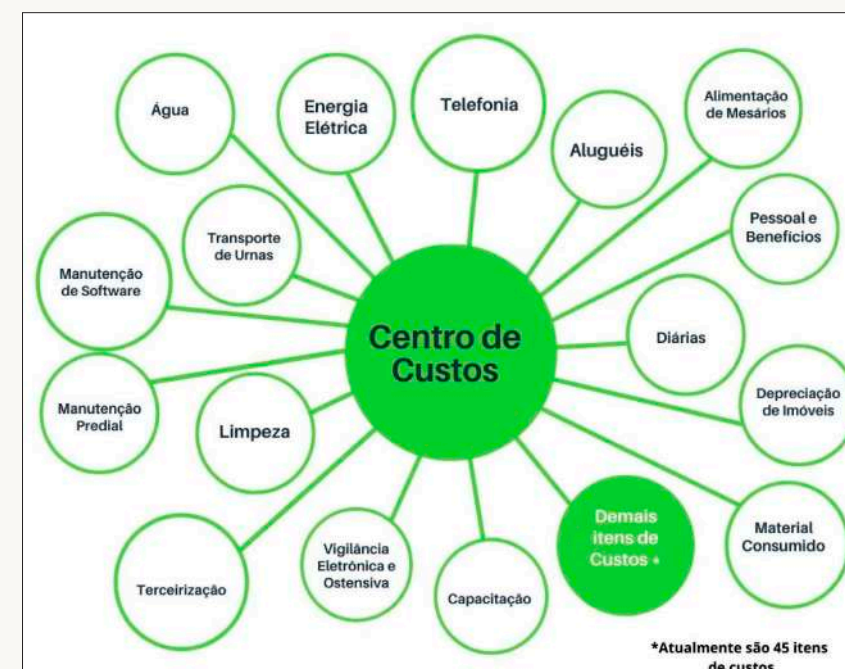 Água
Energia
Elétrica
Telefonia
Aluguéis
Alimentação
de Mesários
Pessoal e
Benefícios
Transporte
de Urnas
Manutenção
de Software
Centro de
Custos
Diárias
Depreciação
de Imóveis
Manutenção
Predial
Limpeza
Demais
itens de
Custos *
Material
Consumido
Vigilância
Eletrônica e
Ostensiva
Capacitação
Terceirização
*Atualmente são 45 itens
de custos